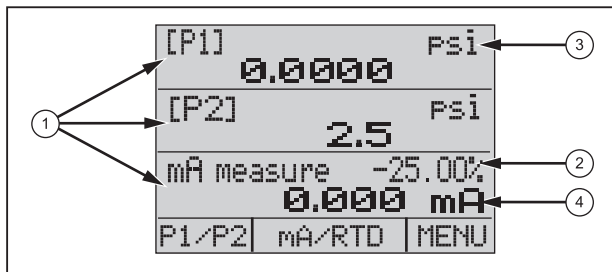 [P1] psi
0.0000
[P2] psi
2.5
mA measure -25.00%
0.000 mA
P1/P2 mA/RTD MENU
1
3
2
4